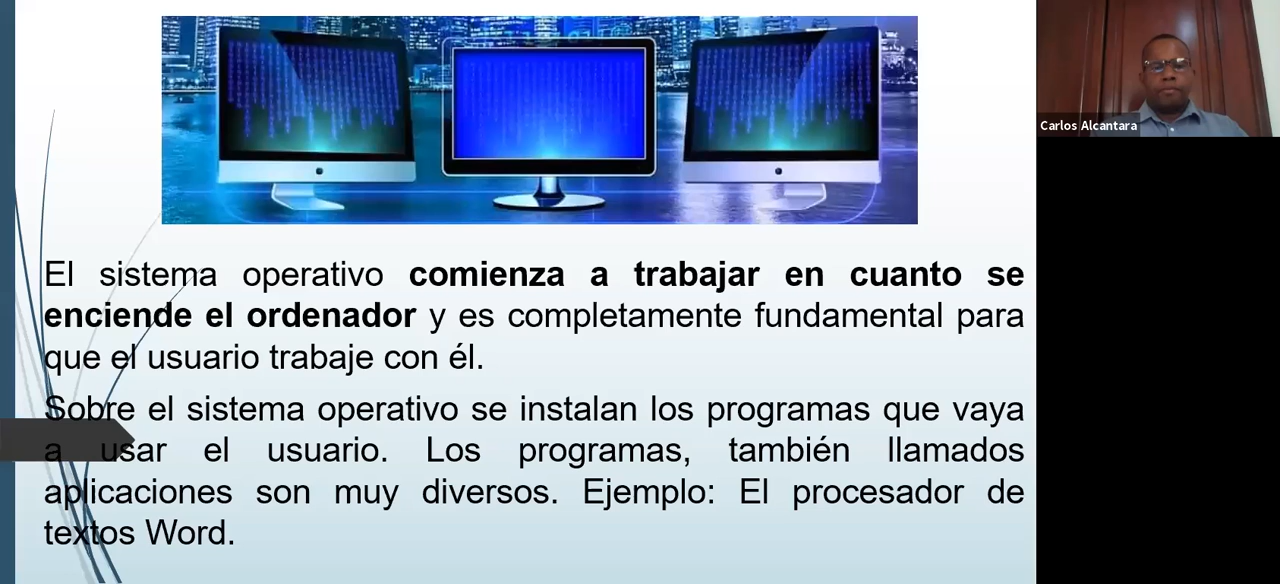 Carlos Alcantara
El sistema operativo comienza a trabajar en cuanto se
enciende el ordenador y es completamente fundamental para
que el usuario trabaje con él.
Sobre el sistema operativo se instalan los programas que vaya
a usar el usuario. Los programas, también llamados
aplicaciones son muy diversos. Ejemplo: El procesador de
textos Word.